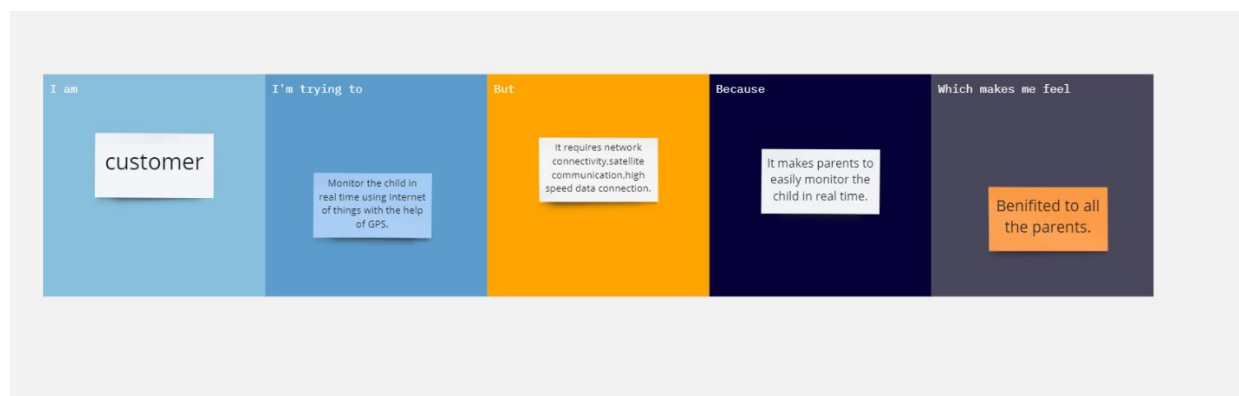 I am
customer
I'm trying to
Monitor the child in
real time using Internet
of things with the help
of GPS.
But
It requires network
connectivity.satellite
communication,high
speed data connection.
Because
It makes parents to
easily monitor the
child in real time.
Which makes me feel
Benifited to all
the parents.